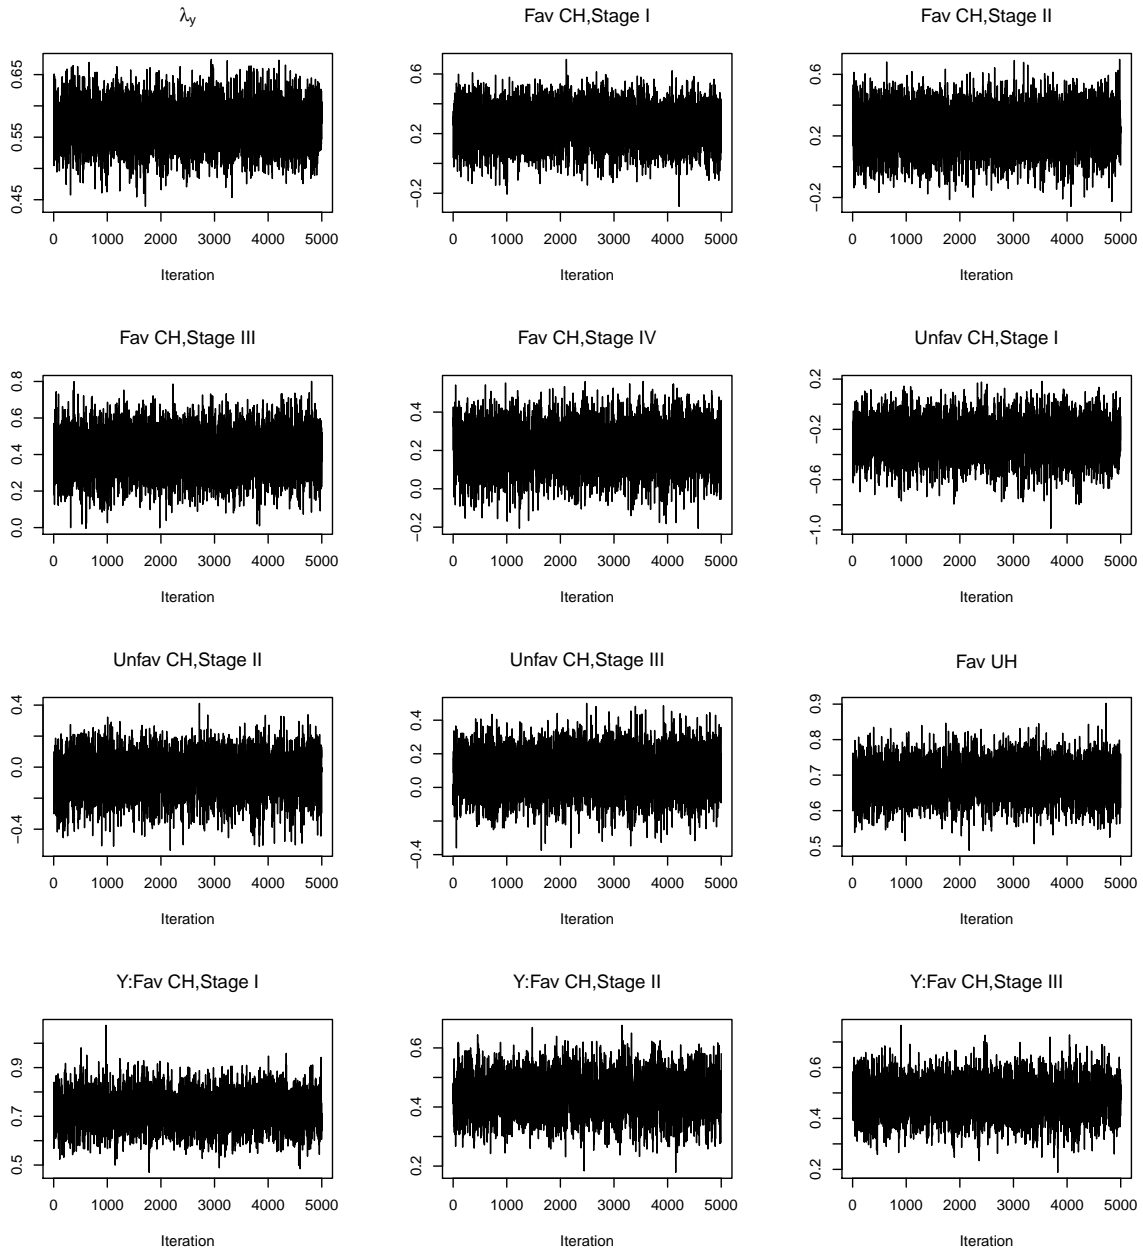 λy Fav CH,Stage I Fav CH,Stage II
0.45 0.55 0.65 −0.2 0.2 0.6 −0.2 0.2 0.6
0 1000 2000 3000 4000 5000 0 1000 2000 3000 4000 5000 0 1000 2000 3000 4000 5000
Iteration Iteration Iteration
Fav CH,Stage III Fav CH,Stage IV Unfav CH,Stage I
0.0 0.2 0.4 0.6 0.8 −0.2 0.0 0.2 0.4 −1.0 −0.6 −0.2 0.2
0 1000 2000 3000 4000 5000 0 1000 2000 3000 4000 5000 0 1000 2000 3000 4000 5000
Iteration Iteration Iteration
Unfav CH,Stage II Unfav CH,Stage III Fav UH
−0.4 0.0 0.4 −0.4 0.0 0.2 0.4 0.5 0.6 0.7 0.8 0.9
0 1000 2000 3000 4000 5000 0 1000 2000 3000 4000 5000 0 1000 2000 3000 4000 5000
Iteration Iteration Iteration
Y:Fav CH,Stage I Y:Fav CH,Stage II Y:Fav CH,Stage III
0.5 0.7 0.9 0.2 0.4 0.6 0.2 0.4 0.6
0 1000 2000 3000 4000 5000 0 1000 2000 3000 4000 5000 0 1000 2000 3000 4000 5000
Iteration Iteration Iteration